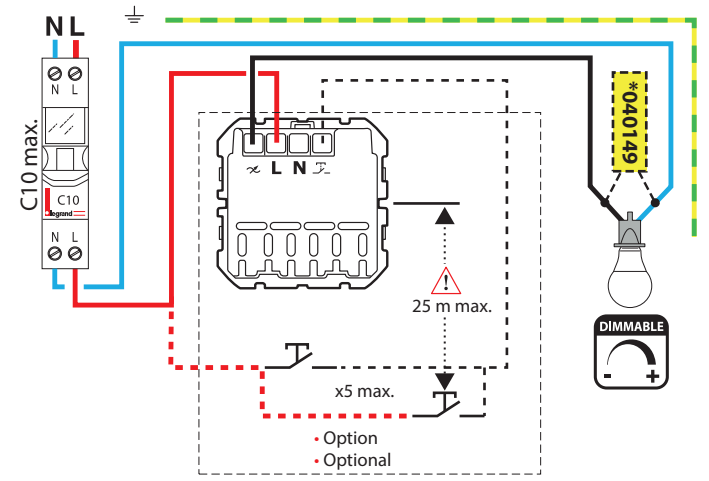 N L
N L
C10 max.
C10
legrand
N L
L N
25 m max.
x5 max.
• Option
• Optional
*040149
DIMMABLE
- +